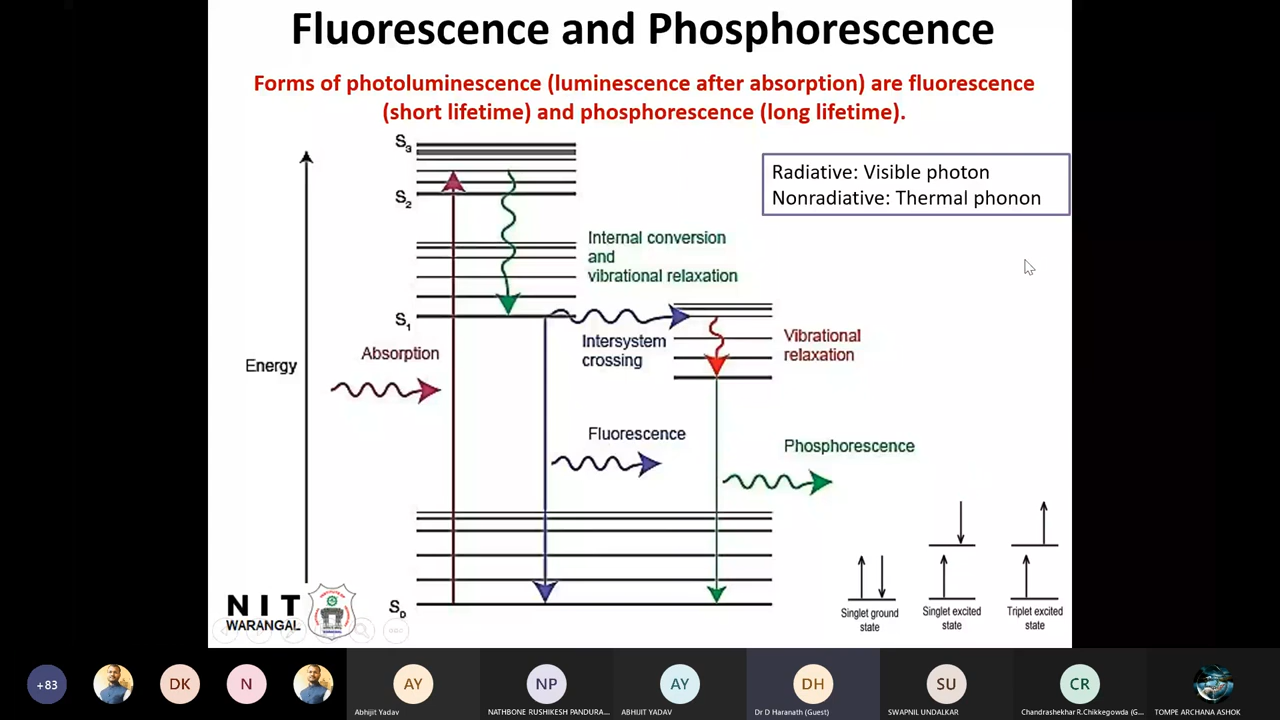 Fluorescence and Phosphorescence
Forms of photoluminescence (luminescence after absorption) are fluorescence
(short lifetime) and phosphorescence (long lifetime).
S3
Radiative: Visible photon
Nonradiative: Thermal phonon
S2
Internal conversion
and
vibrational relaxation
S1
Intersystem
crossing
Vibrational
relaxation
Absorption
Energy
Fluorescence
Phosphorescence
S0
Singlet ground
state
Singlet excited
state
Triplet excited
state
NIT
WARANGAL
+83
DK
N
AY
Abhijit Yadav
NP
NATHBONE RUSHIKESH PANDURA...
AY
ABHIJIT YADAV
DH
Dr D Haranath (Guest)
SU
SWAPNIL UNDALKAR
CR
Chandrashekhar R.Chikkegowda (G...
TOMPE ARCHANA ASHOK